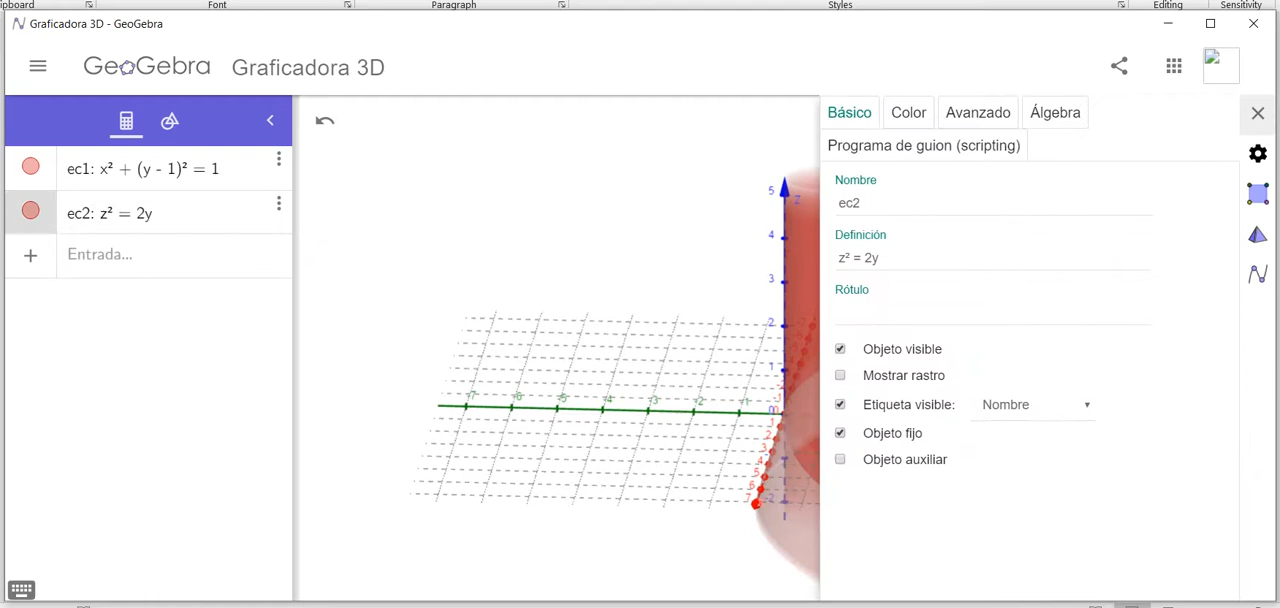 pboard Font Paragraph Styles Editing Sensitivity
Graficadora 3D - GeoGebra
GeoGebra Graficadora 3D
Básico Color Avanzado Álgebra
Programa de guion (scripting)
ec1: x² + (y - 1)² = 1
ec2: z² = 2y
Entrada...
Nombre
ec2
Definición
z² = 2y
Rótulo
Objeto visible
Mostrar rastro
Etiqueta visible: Nombre
Objeto fijo
Objeto auxiliar
5
z
4
3
2
1
0
-7 -6 -5 -4 -3 -2 -1
-2